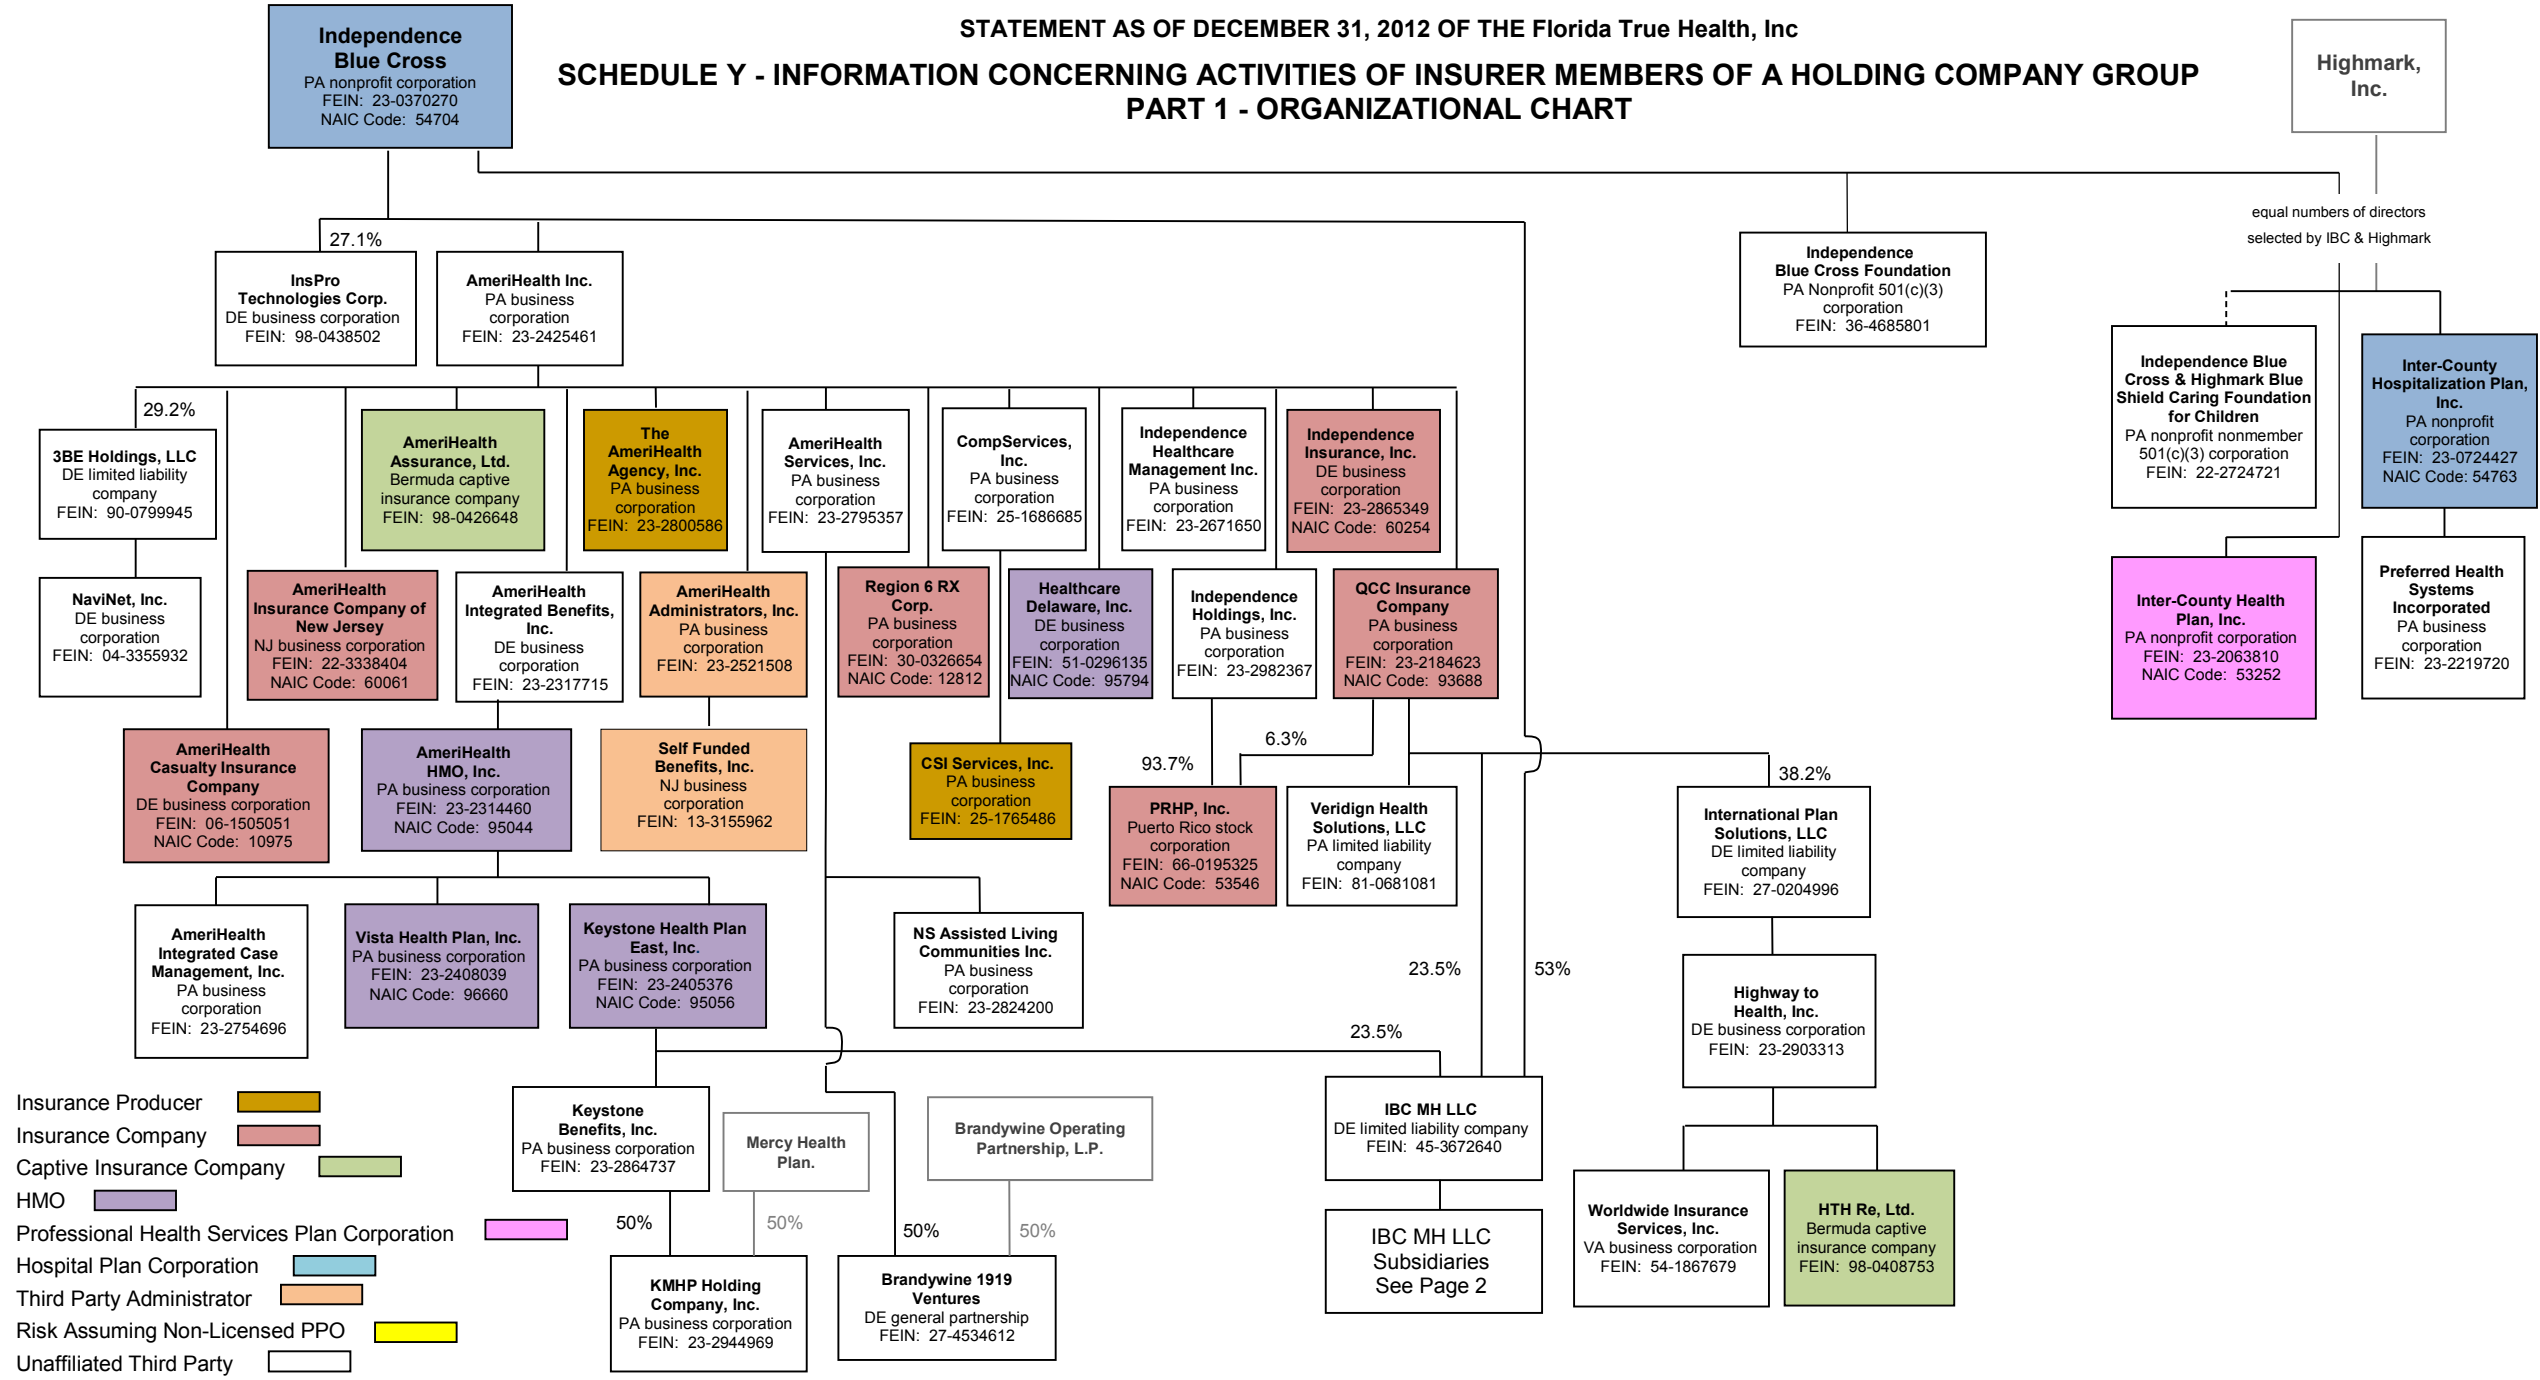 STATEMENT AS OF DECEMBER 31, 2012 OF THE Florida True Health, Inc
SCHEDULE Y - INFORMATION CONCERNING ACTIVITIES OF INSURER MEMBERS OF A HOLDING COMPANY GROUP
PART 1 - ORGANIZATIONAL CHART
Independence
Blue Cross
PA nonprofit corporation
FEIN: 23-0370270
NAIC Code: 54704
Highmark,
Inc.
equal numbers of directors
selected by IBC & Highmark
27.1%
InsPro
Technologies Corp.
DE business corporation
FEIN: 98-0438502
AmeriHealth Inc.
PA business
corporation
FEIN: 23-2425461
Independence
Blue Cross Foundation
PA Nonprofit 501(c)(3)
corporation
FEIN: 36-4685801
Independence Blue
Cross & Highmark Blue
Shield Caring Foundation
for Children
PA nonprofit nonmember
501(c)(3) corporation
FEIN: 22-2724721
Inter-County
Hospitalization Plan,
Inc.
PA nonprofit
corporation
FEIN: 23-0724427
NAIC Code: 54763
29.2%
3BE Holdings, LLC
DE limited liability
company
FEIN: 90-0799945
AmeriHealth
Assurance, Ltd.
Bermuda captive
insurance company
FEIN: 98-0426648
The
AmeriHealth
Agency, Inc.
PA business
corporation
FEIN: 23-2800586
AmeriHealth
Services, Inc.
PA business
corporation
FEIN: 23-2795357
CompServices,
Inc.
PA business
corporation
FEIN: 25-1686685
Independence
Healthcare
Management Inc.
PA business
corporation
FEIN: 23-2671650
Independence
Insurance, Inc.
DE business
corporation
FEIN: 23-2865349
NAIC Code: 60254
NaviNet, Inc.
DE business
corporation
FEIN: 04-3355932
AmeriHealth
Insurance Company of
New Jersey
NJ business corporation
FEIN: 22-3338404
NAIC Code: 60061
AmeriHealth
Integrated Benefits,
Inc.
DE business
corporation
FEIN: 23-2317715
AmeriHealth
Administrators, Inc.
PA business
corporation
FEIN: 23-2521508
Region 6 RX
Corp.
PA business
corporation
FEIN: 30-0326654
NAIC Code: 12812
Healthcare
Delaware, Inc.
DE business
corporation
FEIN: 51-0296135
NAIC Code: 95794
Independence
Holdings, Inc.
PA business
corporation
FEIN: 23-2982367
QCC Insurance
Company
PA business
corporation
FEIN: 23-2184623
NAIC Code: 93688
Inter-County Health
Plan, Inc.
PA nonprofit corporation
FEIN: 23-2063810
NAIC Code: 53252
Preferred Health
Systems
Incorporated
PA business
corporation
FEIN: 23-2219720
AmeriHealth
Casualty Insurance
Company
DE business corporation
FEIN: 06-1505051
NAIC Code: 10975
AmeriHealth
HMO, Inc.
PA business corporation
FEIN: 23-2314460
NAIC Code: 95044
Self Funded
Benefits, Inc.
NJ business
corporation
FEIN: 13-3155962
CSI Services, Inc.
PA business
corporation
FEIN: 25-1765486
93.7%
6.3%
38.2%
PRHP, Inc.
Puerto Rico stock
corporation
FEIN: 66-0195325
NAIC Code: 53546
Veridign Health
Solutions, LLC
PA limited liability
company
FEIN: 81-0681081
International Plan
Solutions, LLC
DE limited liability
company
FEIN: 27-0204996
AmeriHealth
Integrated Case
Management, Inc.
PA business
corporation
FEIN: 23-2754696
Vista Health Plan, Inc.
PA business corporation
FEIN: 23-2408039
NAIC Code: 96660
Keystone Health Plan
East, Inc.
PA business corporation
FEIN: 23-2405376
NAIC Code: 95056
NS Assisted Living
Communities Inc.
PA business
corporation
FEIN: 23-2824200
23.5%
53%
23.5%
Highway to
Health, Inc.
DE business corporation
FEIN: 23-2903313
Keystone
Benefits, Inc.
PA business corporation
FEIN: 23-2864737
Mercy Health
Plan.
Brandywine Operating
Partnership, L.P.
IBC MH LLC
DE limited liability company
FEIN: 45-3672640
50%
50%
50%
50%
KMHP Holding
Company, Inc.
PA business corporation
FEIN: 23-2944969
Brandywine 1919
Ventures
DE general partnership
FEIN: 27-4534612
IBC MH LLC
Subsidiaries
See Page 2
Worldwide Insurance
Services, Inc.
VA business corporation
FEIN: 54-1867679
HTH Re, Ltd.
Bermuda captive
insurance company
FEIN: 98-0408753
Insurance Producer
Insurance Company
Captive Insurance Company
HMO
Professional Health Services Plan Corporation
Hospital Plan Corporation
Third Party Administrator
Risk Assuming Non-Licensed PPO
Unaffiliated Third Party